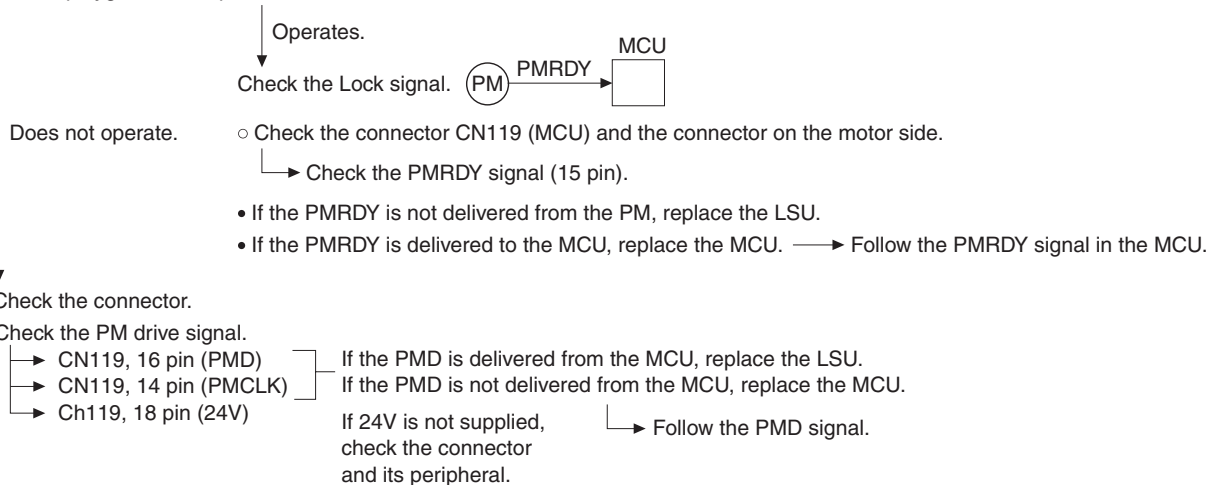 Operates.
MCU
Check the Lock signal. PM PMRDY
Does not operate. ○ Check the connector CN119 (MCU) and the connector on the motor side.
Check the PMRDY signal (15 pin).
• If the PMRDY is not delivered from the PM, replace the LSU.
• If the PMRDY is delivered to the MCU, replace the MCU. Follow the PMRDY signal in the MCU.
Check the connector.
Check the PM drive signal.
CN119, 16 pin (PMD) If the PMD is delivered from the MCU, replace the LSU.
CN119, 14 pin (PMCLK) If the PMD is not delivered from the MCU, replace the MCU.
Ch119, 18 pin (24V)
If 24V is not supplied, Follow the PMD signal.
check the connector
and its peripheral.